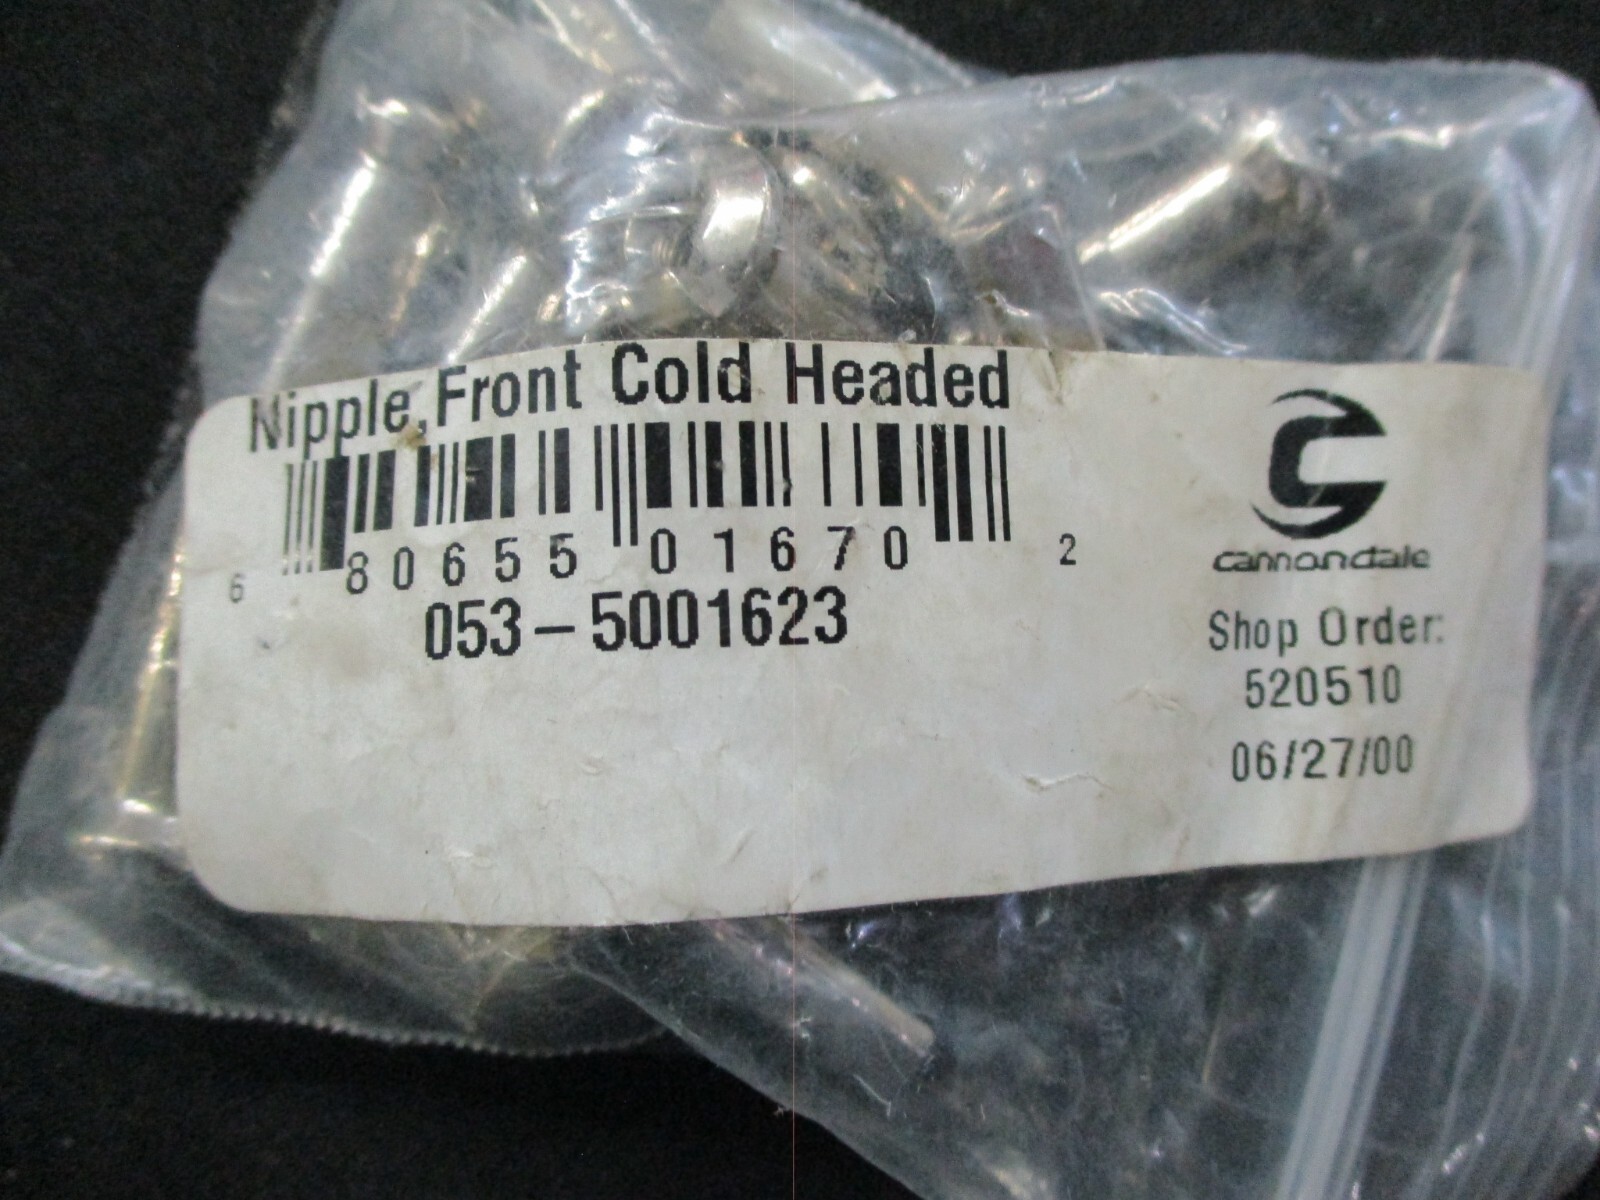 Nipple,Front Cold Headed
6 80655 01670 2
053-5001623
cannondale
Shop Order:
520510
06/27/00